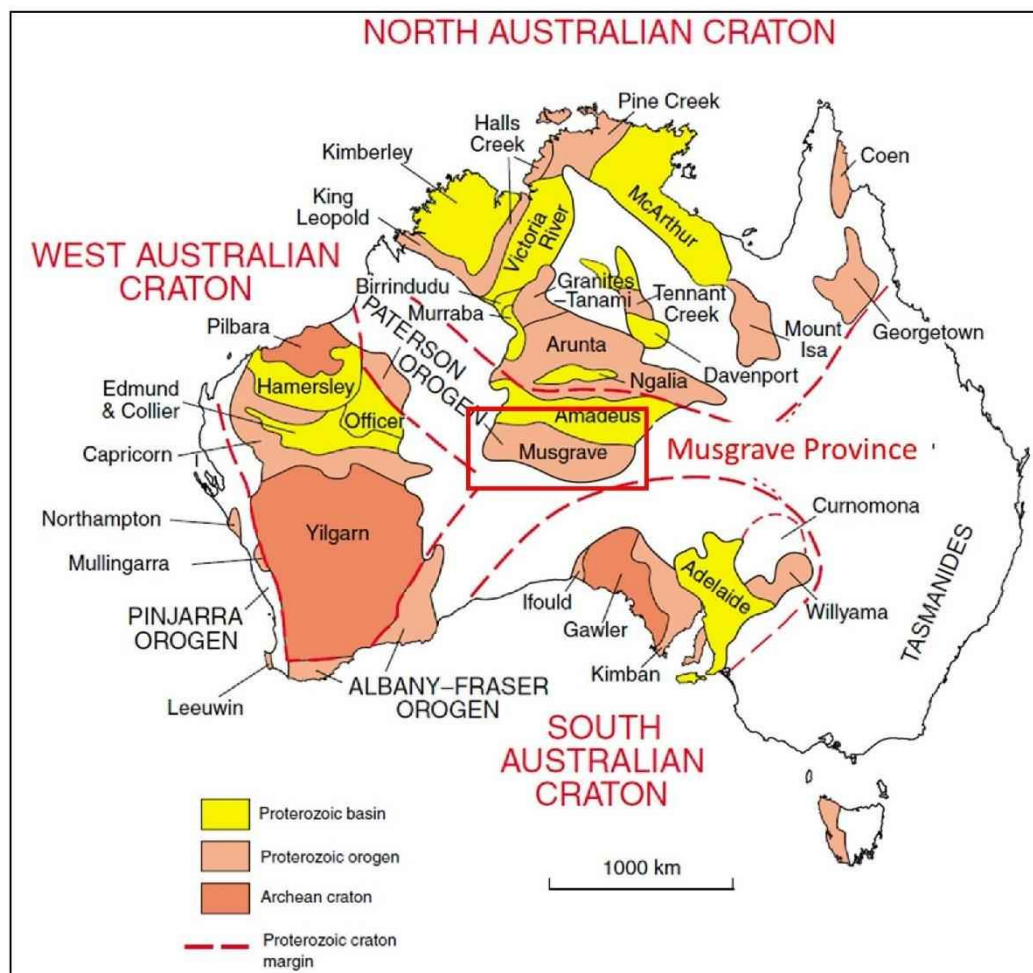 NORTH AUSTRALIAN CRATON
Pine Creek
Halls
Creek
Kimberley
King
Leopold
Coen
McArthur
Victoria
River
WEST AUSTRALIAN
CRATON
Birrindudu
Murraba
Granites
–Tanami
Tennant
Creek
Mount
Isa
Georgetown
Davenport
Pilbara
PATERSON
OROGEN
Arunta
Ngalia
Hamersley
Edmund
& Collier
Officer
Amadeus
Capricorn
Musgrave
Musgrave Province
Curnomona
Northampton
Yilgarn
Mullingarra
Adelaide
Ifould
Willyama
Gawler
TASMANIDES
PINJARRA
OROGEN
Kimban
Leeuwin
ALBANY–FRASER
OROGEN
SOUTH
AUSTRALIAN
CRATON
Proterozoic basin
Proterozoic orogen
Archean craton
Proterozoic craton
margin
1000 km